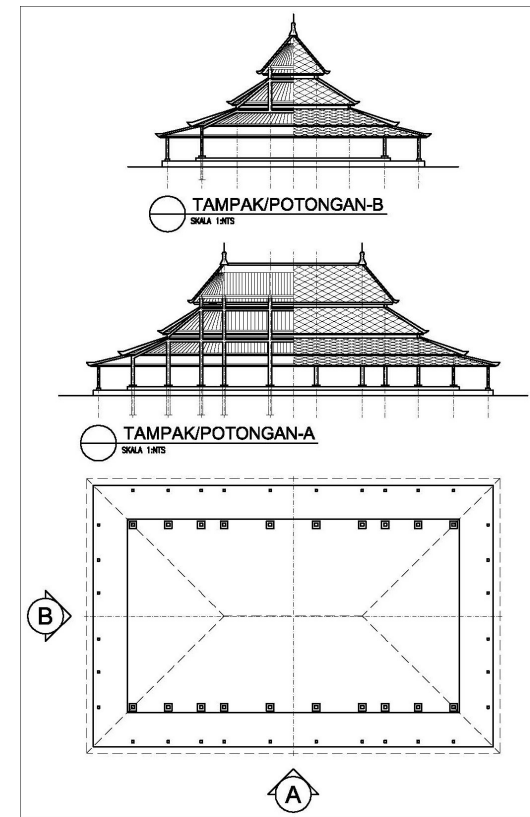 TAMPAK/POTONGAN-B
SKALA 1:NTS
TAMPAK/POTONGAN-A
SKALA 1:NTS
B
A